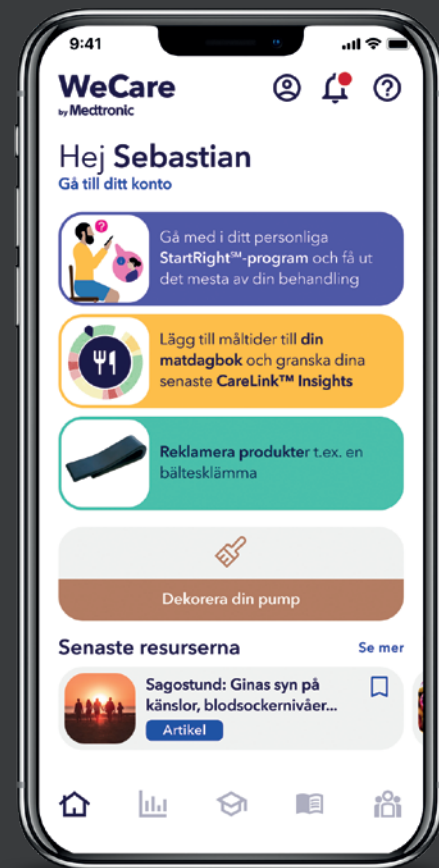 9:41
WeCare
by Medtronic
Hej Sebastian
Gå till ditt konto
?
Gå med i ditt personliga
StartRight℠-program och få ut
det mesta av din behandling
Lägg till måltider till din
matdagbok och granska dina
senaste CareLink™ Insights
Reklamera produkter t.ex. en
bältesklämma
Dekorera din pump
Senaste resurserna
Se mer
Sagostund: Ginas syn på
känslor, blodsockernivåer...
Artikel